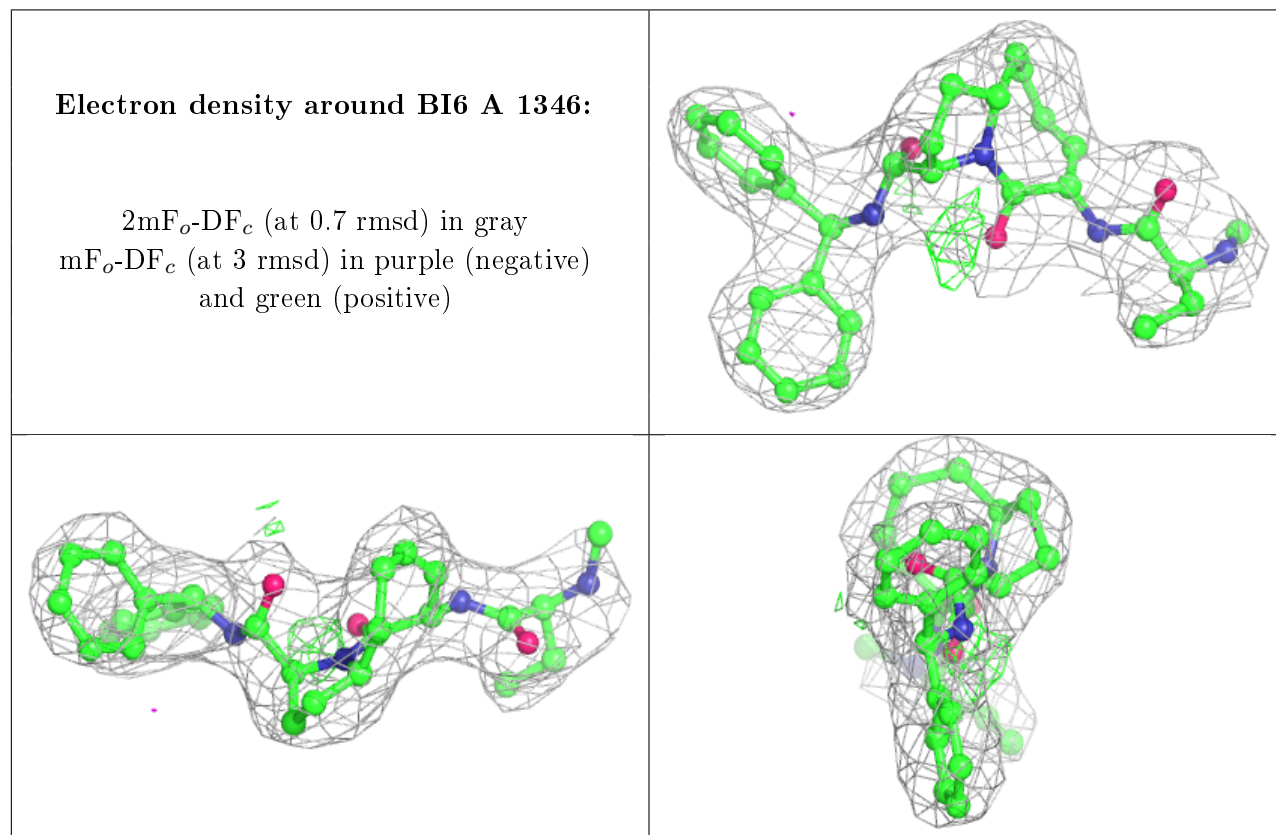 Electron density around BI6 A 1346:
2mFo-DFc (at 0.7 rmsd) in gray
mFo-DFc (at 3 rmsd) in purple (negative)
and green (positive)